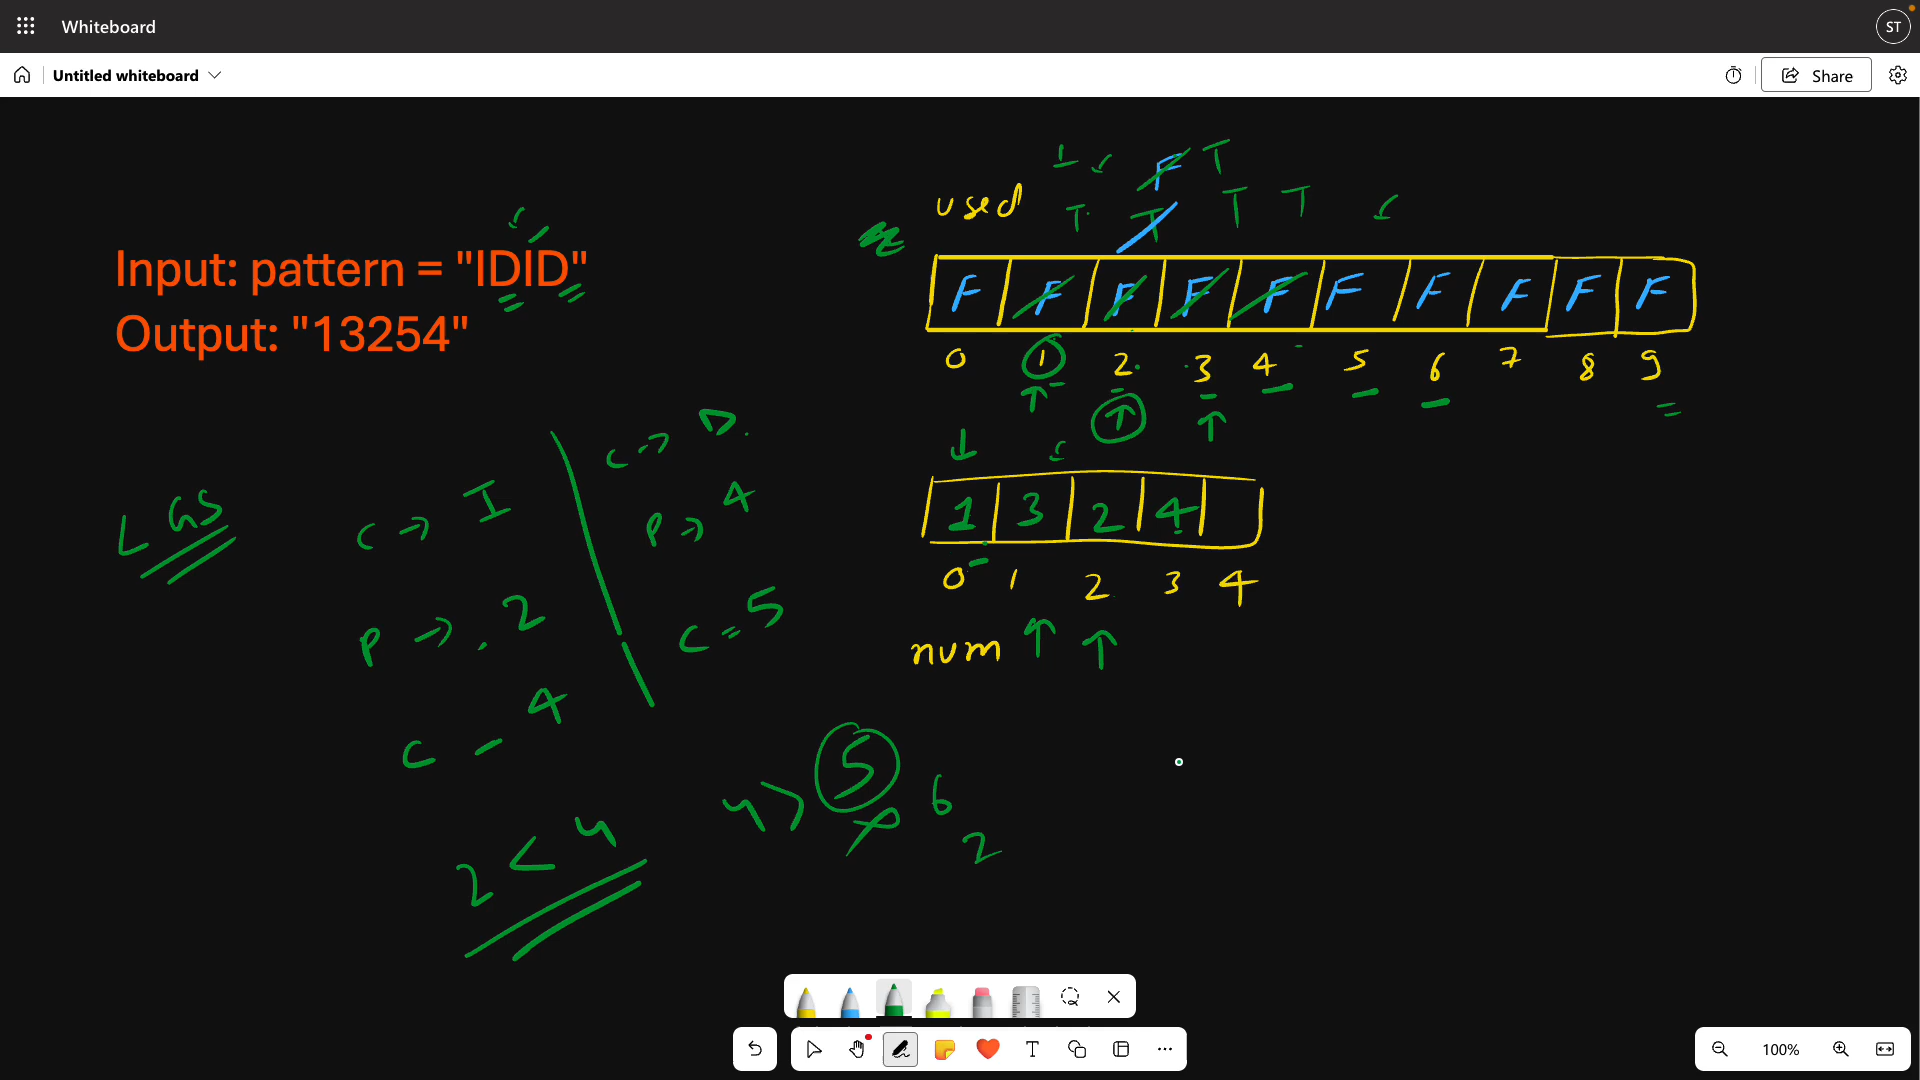 Whiteboard
ST
Untitled whiteboard
Share
Input: pattern = "IDID"
Output: "13254"
used
F T
T T T T
F F F F F F F F F F
0 1 2 3 4 5 6 7 8 9
1 3 2 4
0 1 2 3 4
num
LGS
C → I
P → 2
C - 4
C → D
P → 4
C = 5
2 < 4
4 > 5 6
2
100%